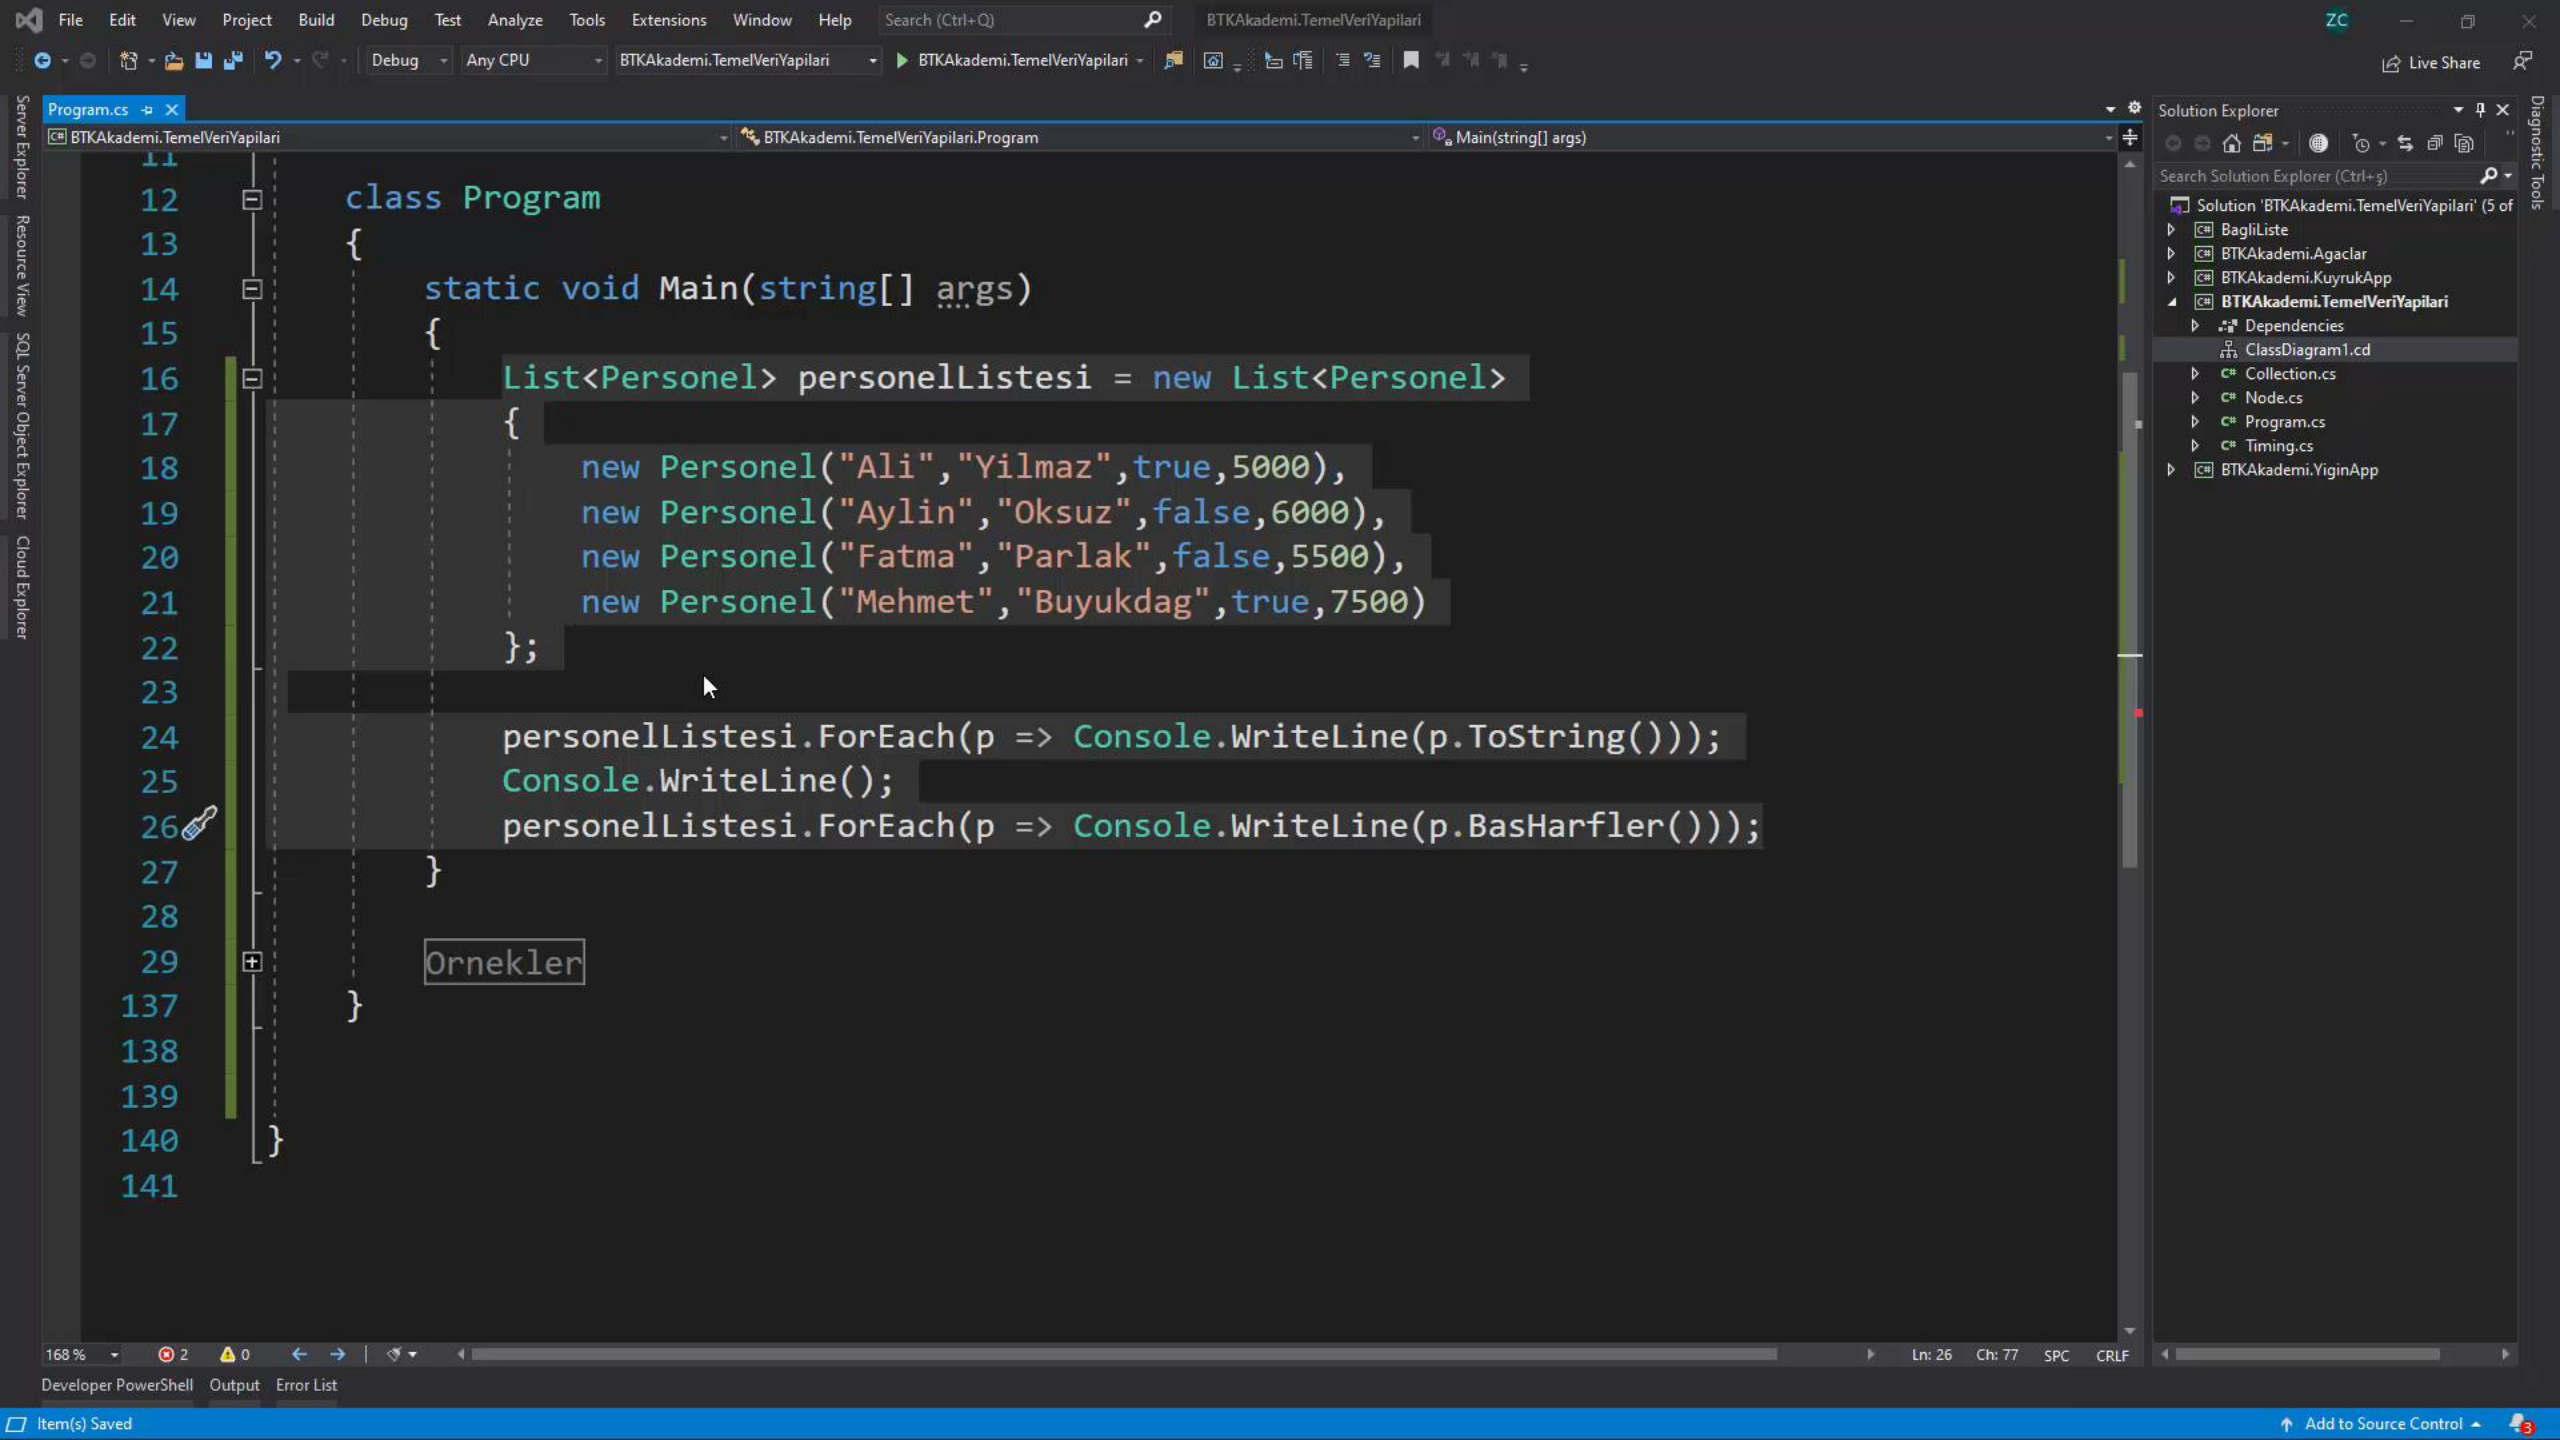 File Edit View Project Build Debug Test Analyze Tools Extensions Window Help Search (Ctrl+Q) BTKAkademi.TemelVeriYapilari ZC
Debug Any CPU BTKAkademi.TemelVeriYapilari BTKAkademi.TemelVeriYapilari Live Share
Server Explorer
Resource View
SQL Server Object Explorer
Cloud Explorer
Program.cs
BTKAkademi.TemelVeriYapilari BTKAkademi.TemelVeriYapilari.Program Main(string[] args)
11
12 class Program
13 {
14 static void Main(string[] args)
15 {
16 List<Personel> personelListesi = new List<Personel>
17 {
18 new Personel("Ali","Yilmaz",true,5000),
19 new Personel("Aylin","Oksuz",false,6000),
20 new Personel("Fatma","Parlak",false,5500),
21 new Personel("Mehmet","Buyukdag",true,7500)
22 };
23
24 personelListesi.ForEach(p => Console.WriteLine(p.ToString()));
25 Console.WriteLine();
26 personelListesi.ForEach(p => Console.WriteLine(p.BasHarfler()));
27 }
28
29 Ornekler
137 }
138
139
140 }
141
168 % 2 0 Ln: 26 Ch: 77 SPC CRLF
Developer PowerShell Output Error List
Item(s) Saved Add to Source Control 3
Solution Explorer
Search Solution Explorer (Ctrl+ş)
Solution 'BTKAkademi.TemelVeriYapilari' (5 of
BagliListe
BTKAkademi.Agaclar
BTKAkademi.KuyrukApp
BTKAkademi.TemelVeriYapilari
Dependencies
ClassDiagram1.cd
Collection.cs
Node.cs
Program.cs
Timing.cs
BTKAkademi.YiginApp
Diagnostic Tools